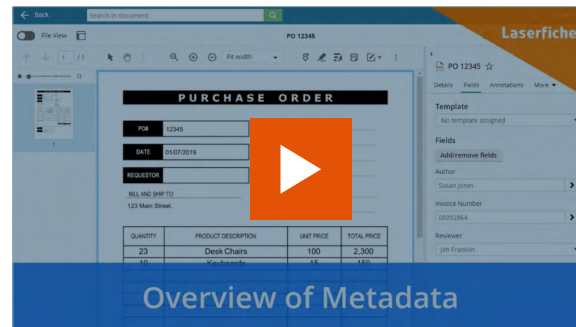 Back
Search in document
Laserfiche
File View
PO 12345
1 / 1
Fit width
PO 12345
Details Fields Annotations More
Template
No template assigned
Fields
Add/remove fields
Author
Susan Jones
Invoice Number
00392864
Reviewer
Jim Franklin
1
PURCHASE ORDER
PO# 12345
DATE 01/07/2019
REQUESTOR
BILL AND SHIP TO:
123 Main Street.
QUANTITY PRODUCT DESCRIPTION UNIT PRICE TOTAL PRICE
23 Desk Chairs 100 2,300
10 Keyboards 15 150
Overview of Metadata